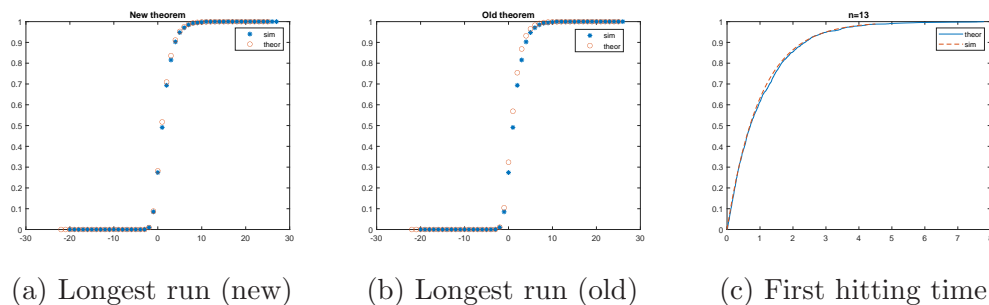 New theorem
1
0.9
0.8
0.7
0.6
0.5
0.4
0.3
0.2
0.1
0
-30 -20 -10 0 10 20 30
sim
theor
(a) Longest run (new)
Old theorem
1
0.9
0.8
0.7
0.6
0.5
0.4
0.3
0.2
0.1
0
-30 -20 -10 0 10 20 30
sim
theor
(b) Longest run (old)
n=13
1
0.9
0.8
0.7
0.6
0.5
0.4
0.3
0.2
0.1
0
0 1 2 3 4 5 6 7 8
theor
sim
(c) First hitting time